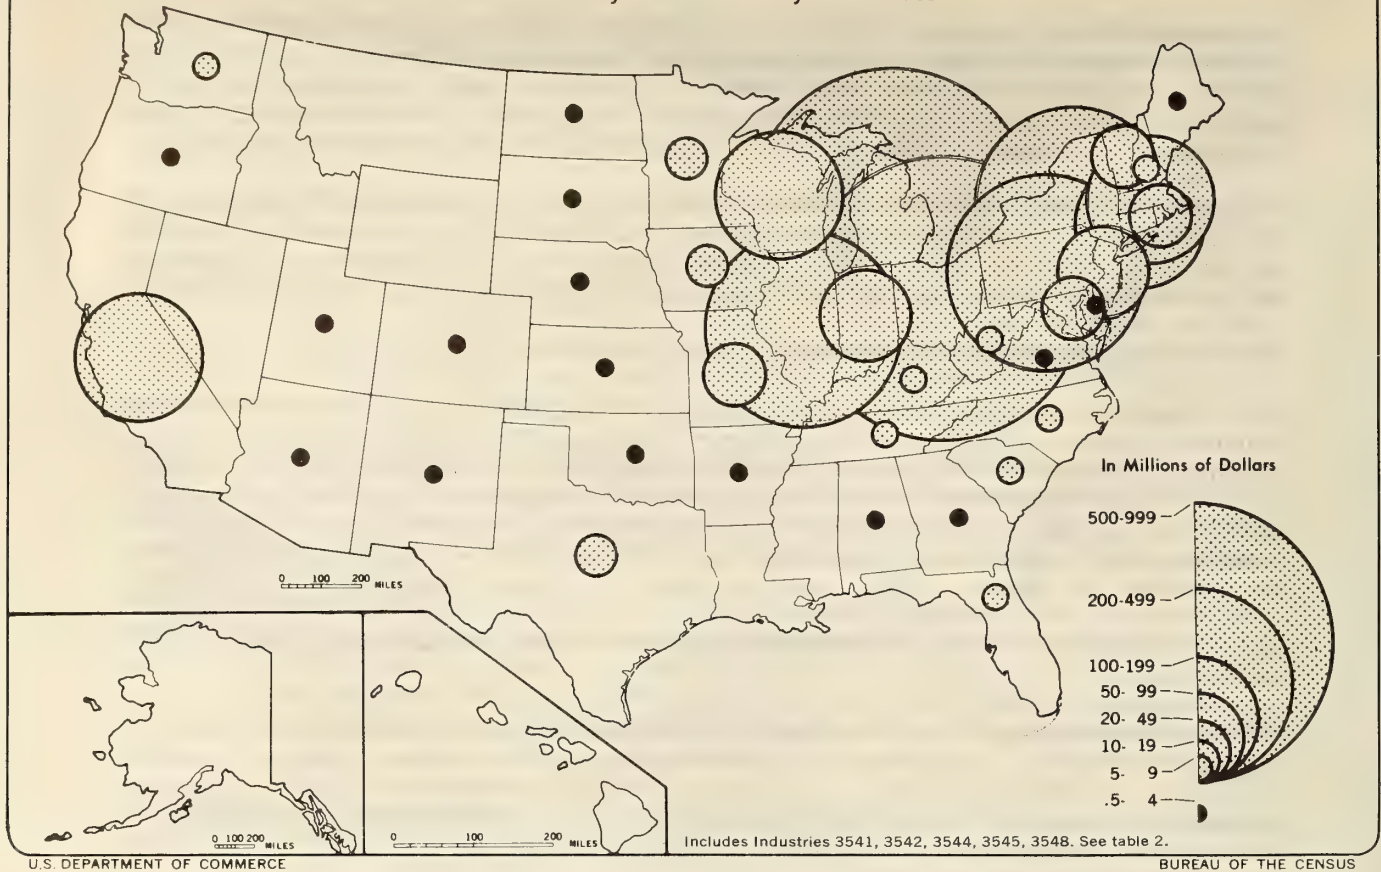 In Millions of Dollars
500-999
200-499
100-199
50- 99
20- 49
10- 19
5- 9
.5- 4
0 100 200 MILES
0 100 200 MILES
0 100 200 MILES
Includes Industries 3541, 3542, 3544, 3545, 3548. See table 2.
U.S. DEPARTMENT OF COMMERCE
BUREAU OF THE CENSUS